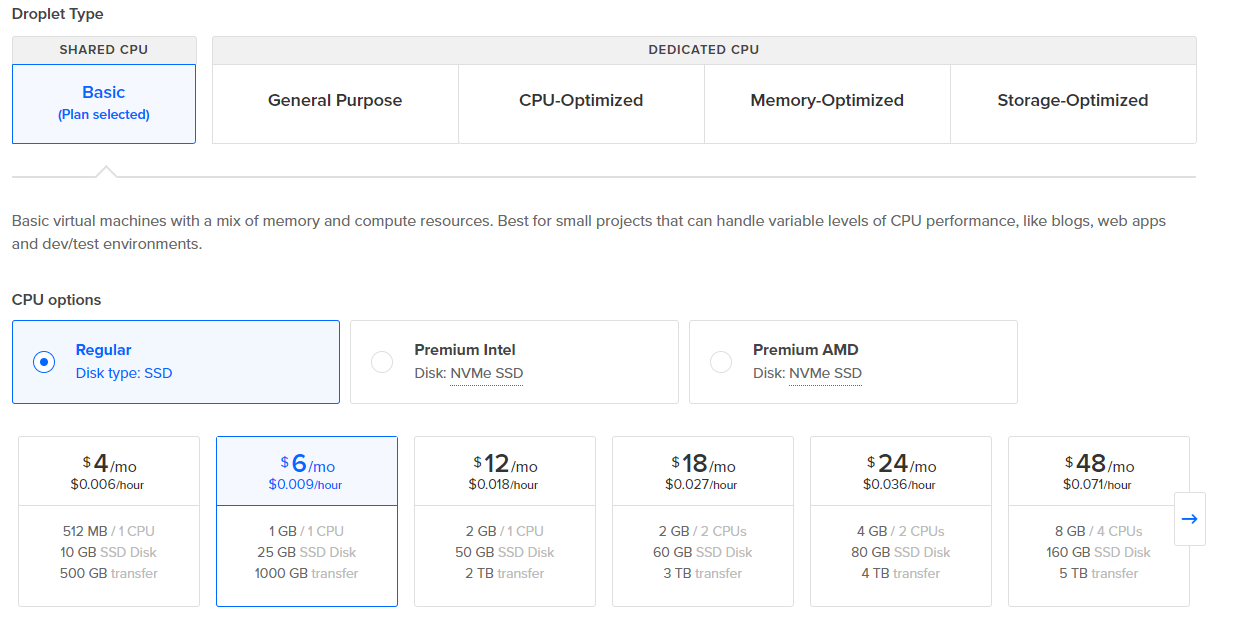 Droplet Type
SHARED CPU
DEDICATED CPU
Basic
(Plan selected)
General Purpose
CPU-Optimized
Memory-Optimized
Storage-Optimized
Basic virtual machines with a mix of memory and compute resources. Best for small projects that can handle variable levels of CPU performance, like blogs, web apps
and dev/test environments.
CPU options
Regular
Disk type: SSD
Premium Intel
Disk: NVMe SSD
Premium AMD
Disk: NVMe SSD
$4/mo
$0.006/hour
512 MB / 1 CPU
10 GB SSD Disk
500 GB transfer
$6/mo
$0.009/hour
1 GB / 1 CPU
25 GB SSD Disk
1000 GB transfer
$12/mo
$0.018/hour
2 GB / 1 CPU
50 GB SSD Disk
2 TB transfer
$18/mo
$0.027/hour
2 GB / 2 CPUs
60 GB SSD Disk
3 TB transfer
$24/mo
$0.036/hour
4 GB / 2 CPUs
80 GB SSD Disk
4 TB transfer
$48/mo
$0.071/hour
8 GB / 4 CPUs
160 GB SSD Disk
5 TB transfer